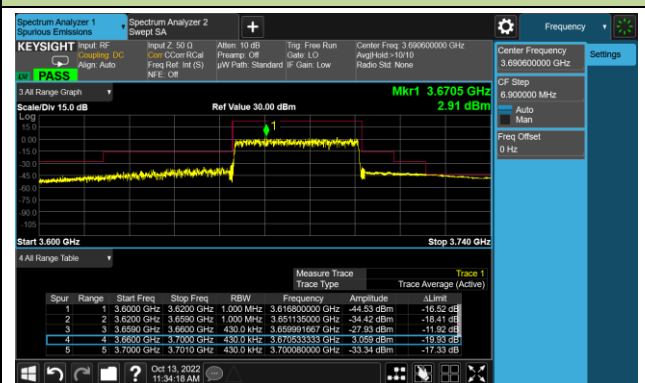 Spectrum Analyzer 1
Spurious Emissions
Spectrum Analyzer 2
Swept SA
Frequency
KEYSIGHT
Input: RF
Coupling: DC
Align: Auto
Input Z: 50 Ω
Corr CCorr RCal
Freq Ref: Int (S)
NFE: Off
Atten: 10 dB
Preamp: Off
µW Path: Standard
Trig: Free Run
Gate: LO
IF Gain: Low
Center Freq: 3.690600000 GHz
Avg|Hold:>10/10
Radio Std: None
PASS
Center Frequency
3.690600000 GHz
Settings
CF Step
6.900000 MHz
Auto
Man
Freq Offset
0 Hz
3 All Range Graph
Scale/Div 15.0 dB
Ref Value 30.00 dBm
Mkr1 3.6705 GHz
2.91 dBm
Log
15.0
0.00
-15.0
-30.0
-45.0
-60.0
-75.0
-90.0
-105
1
Start 3.600 GHz
Stop 3.740 GHz
4 All Range Table
Measure Trace Trace 1
Trace Type Trace Average (Active)
Spur Range Start Freq Stop Freq RBW Frequency Amplitude ΔLimit
1 1 3.6000 GHz 3.6200 GHz 1.000 MHz 3.616800000 GHz -44.53 dBm -16.52 dB
2 2 3.6200 GHz 3.6590 GHz 1.000 MHz 3.651135000 GHz -34.42 dBm -18.41 dB
3 3 3.6590 GHz 3.6600 GHz 430.0 kHz 3.659991667 GHz -27.93 dBm -11.92 dB
4 4 3.6600 GHz 3.7000 GHz 430.0 kHz 3.670533333 GHz 3.059 dBm -19.93 dB
5 5 3.7000 GHz 3.7010 GHz 430.0 kHz 3.700080000 GHz -33.34 dBm -17.33 dB
Oct 13, 2022
11:34:18 AM